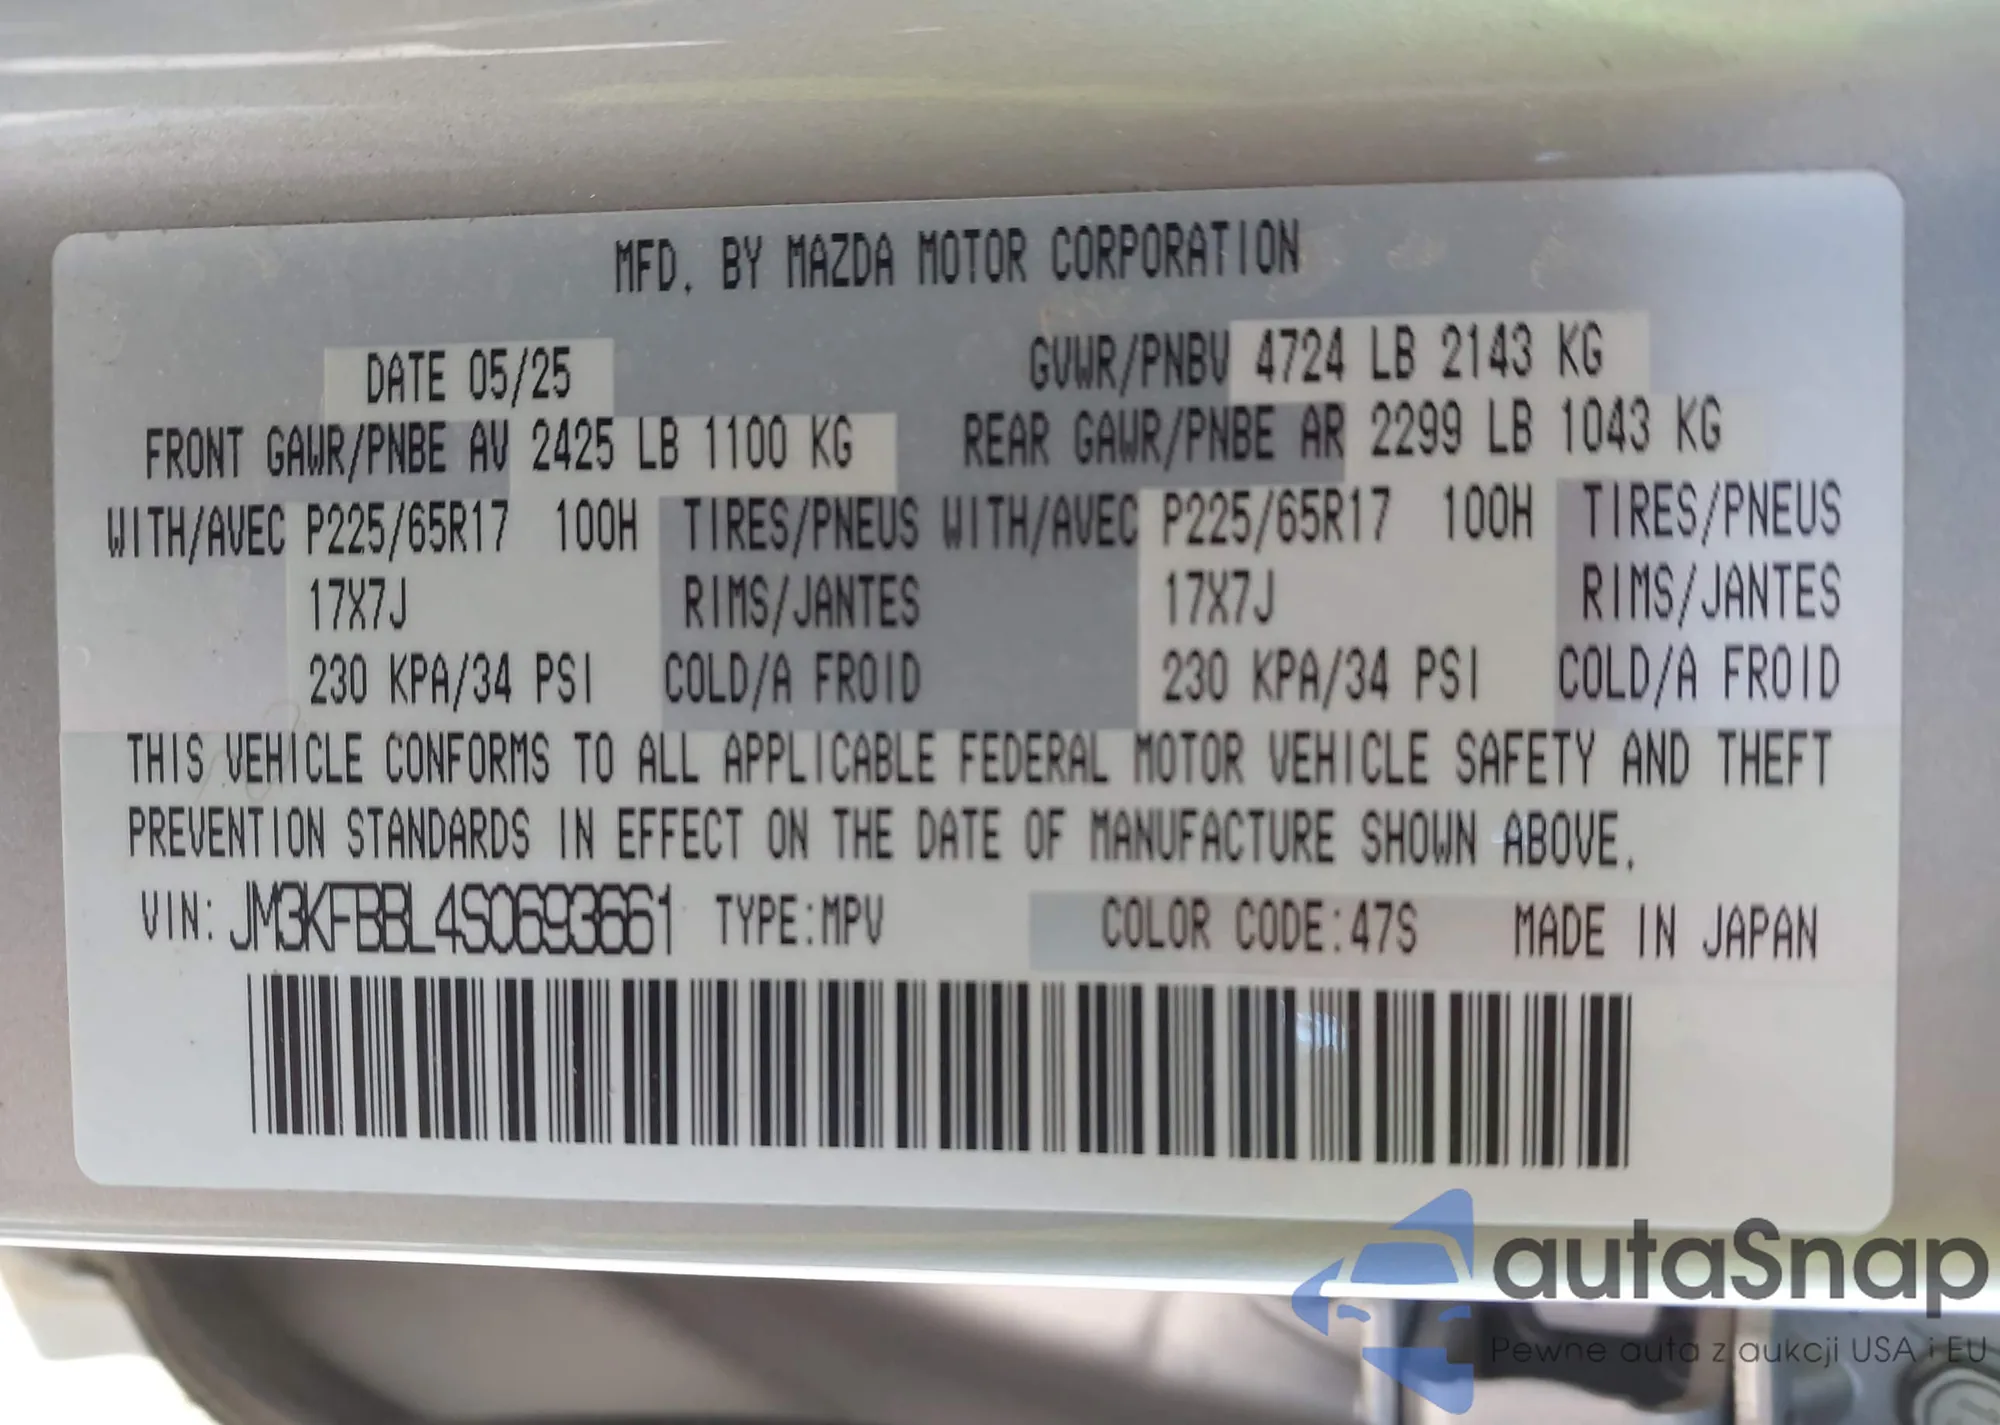 MFD. BY MAZDA MOTOR CORPORATION
DATE 05/25 GVWR/PNBV 4724 LB 2143 KG
FRONT GAWR/PNBE AV 2425 LB 1100 KG REAR GAWR/PNBE AR 2299 LB 1043 KG
WITH/AVEC P225/65R17 100H TIRES/PNEUS WITH/AVEC P225/65R17 100H TIRES/PNEUS
17X7J RIMS/JANTES 17X7J RIMS/JANTES
230 KPA/34 PSI COLD/A FROID 230 KPA/34 PSI COLD/A FROID
THIS VEHICLE CONFORMS TO ALL APPLICABLE FEDERAL MOTOR VEHICLE SAFETY AND THEFT
PREVENTION STANDARDS IN EFFECT ON THE DATE OF MANUFACTURE SHOWN ABOVE.
VIN: JM3KFBBL4S0693661 TYPE:MPV COLOR CODE:47S MADE IN JAPAN
autaSnap
Pewne auta z aukcji USA i EU